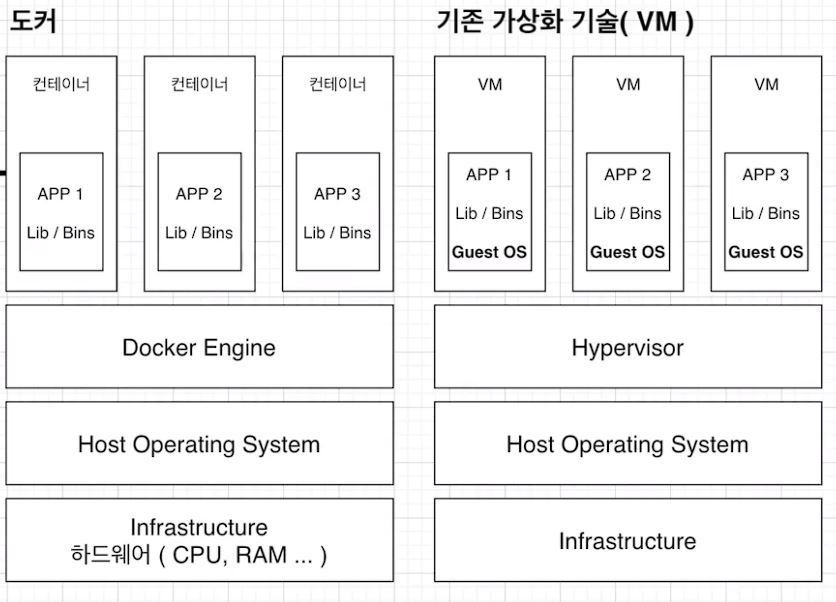 도커
컨테이너
APP 1
Lib / Bins
컨테이너
APP 2
Lib / Bins
컨테이너
APP 3
Lib / Bins
Docker Engine
Host Operating System
Infrastructure
하드웨어 ( CPU, RAM ... )
기존 가상화 기술( VM )
VM
APP 1
Lib / Bins
Guest OS
VM
APP 2
Lib / Bins
Guest OS
VM
APP 3
Lib / Bins
Guest OS
Hypervisor
Host Operating System
Infrastructure